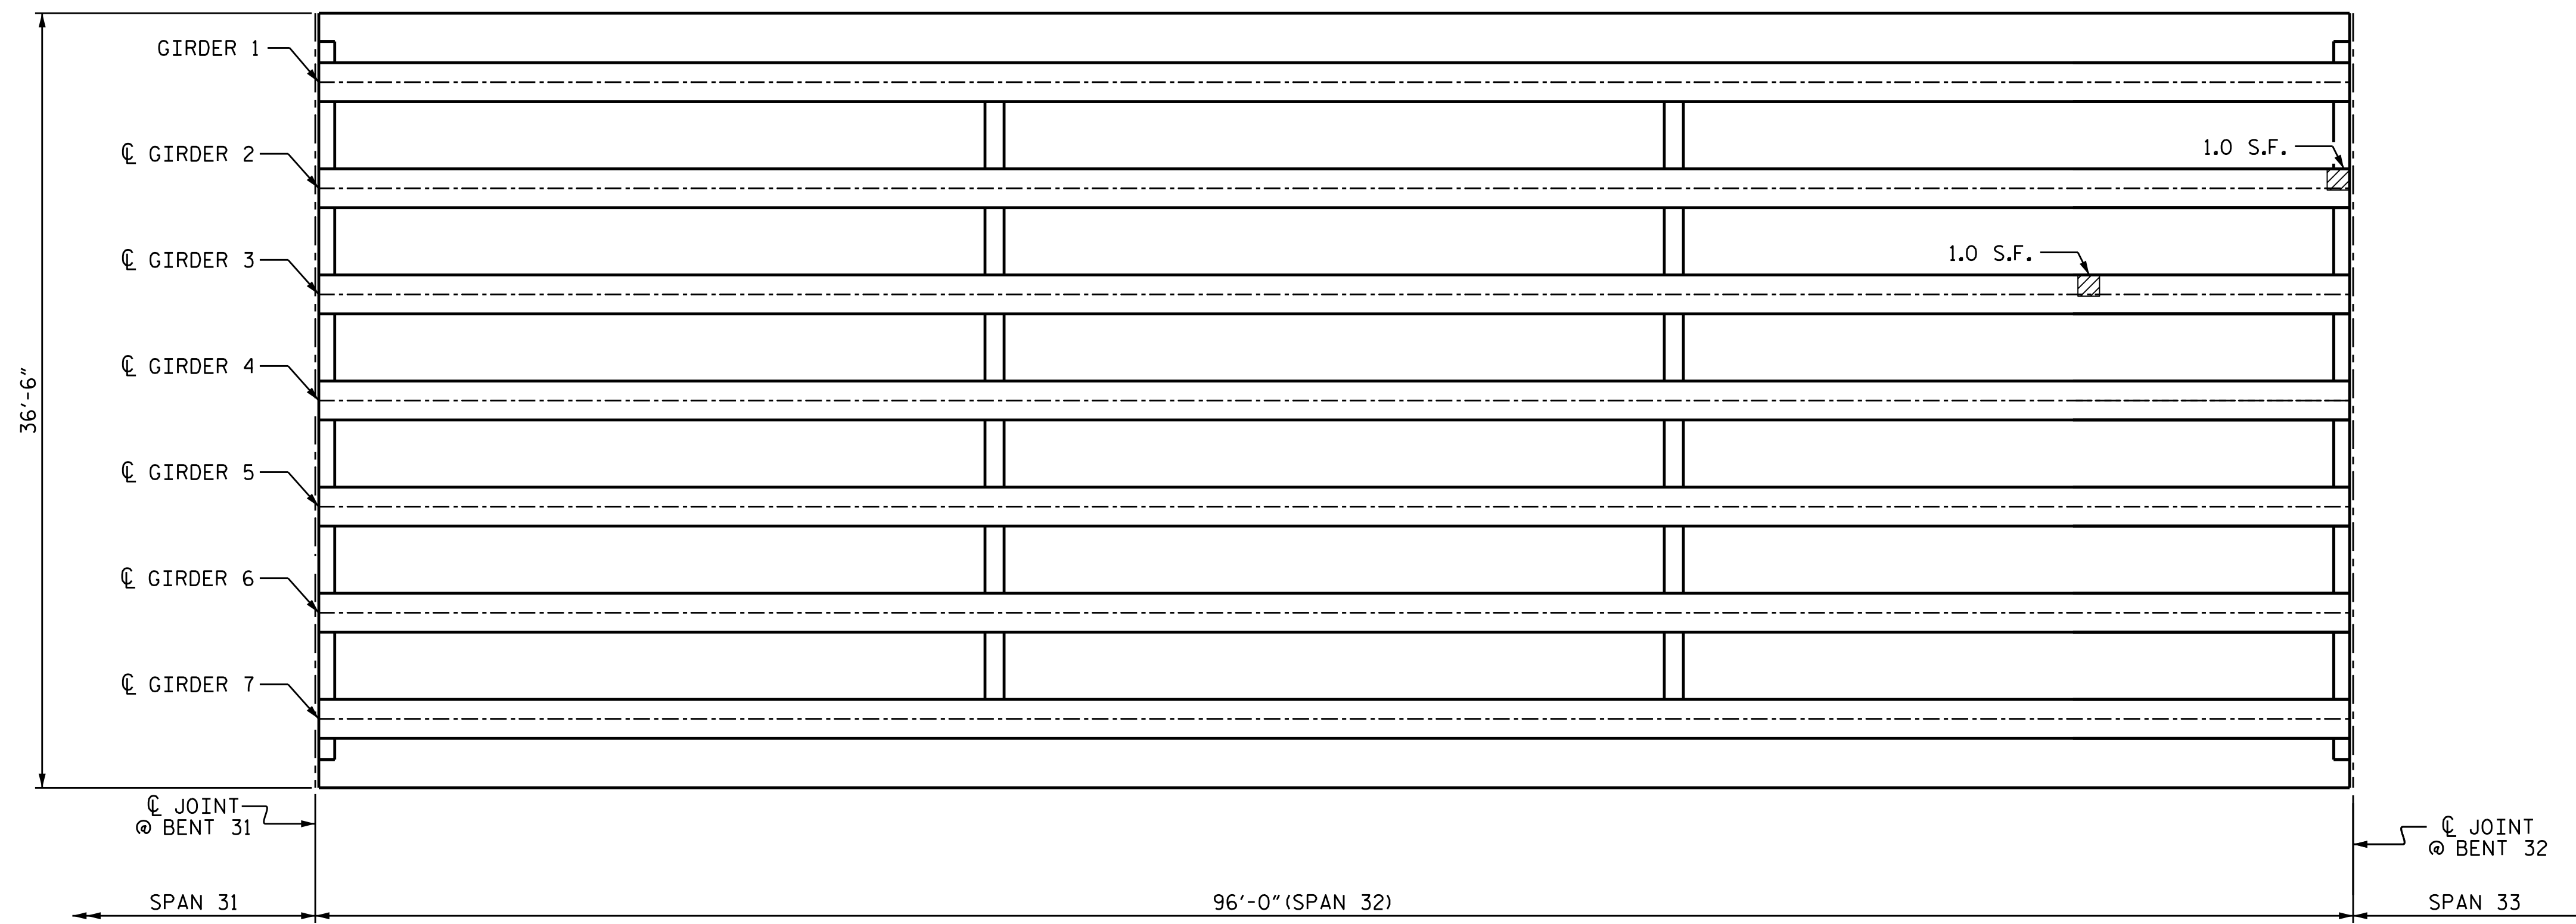 GIRDER 1
℄ GIRDER 2
1.0 S.F.
℄ GIRDER 3
1.0 S.F.
℄ GIRDER 4
36'-6"
℄ GIRDER 5
℄ GIRDER 6
℄ GIRDER 7
℄ JOINT
@ BENT 31
℄ JOINT
@ BENT 32
SPAN 31
96'-0"(SPAN 32)
SPAN 33